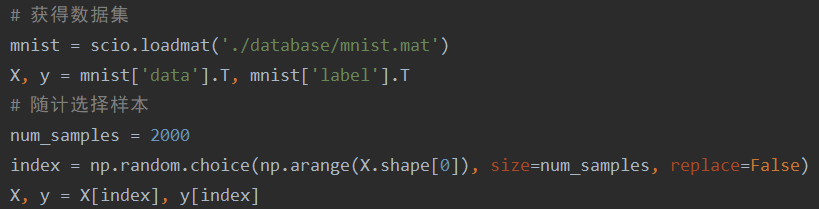 # 获得数据集
mnist = scio.loadmat('./database/mnist.mat')
X, y = mnist['data'].T, mnist['label'].T
# 随计选择样本
num_samples = 2000
index = np.random.choice(np.arange(X.shape[0]), size=num_samples, replace=False)
X, y = X[index], y[index]